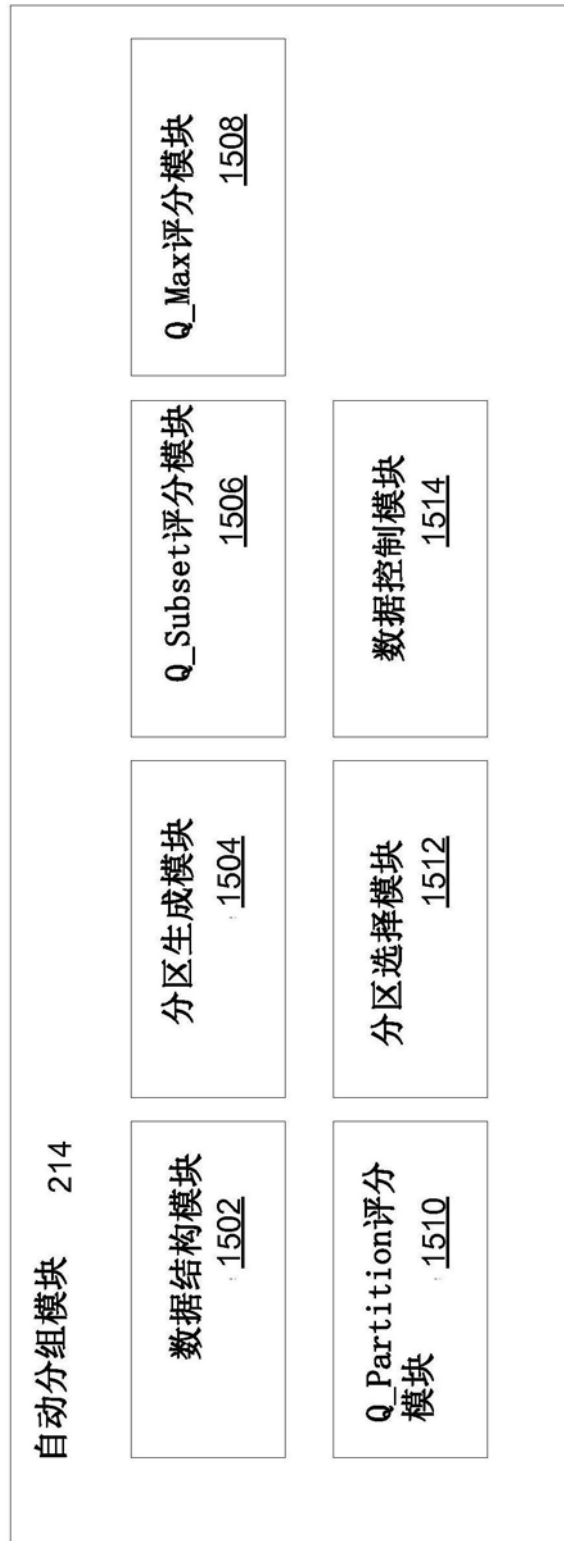 自动分组模块 214
数据结构模块
1502
分区生成模块
1504
Q_Subset评分模块
1506
Q_Max评分模块
1508
Q_Partition评分
模块
1510
分区选择模块
1512
数据控制模块
1514